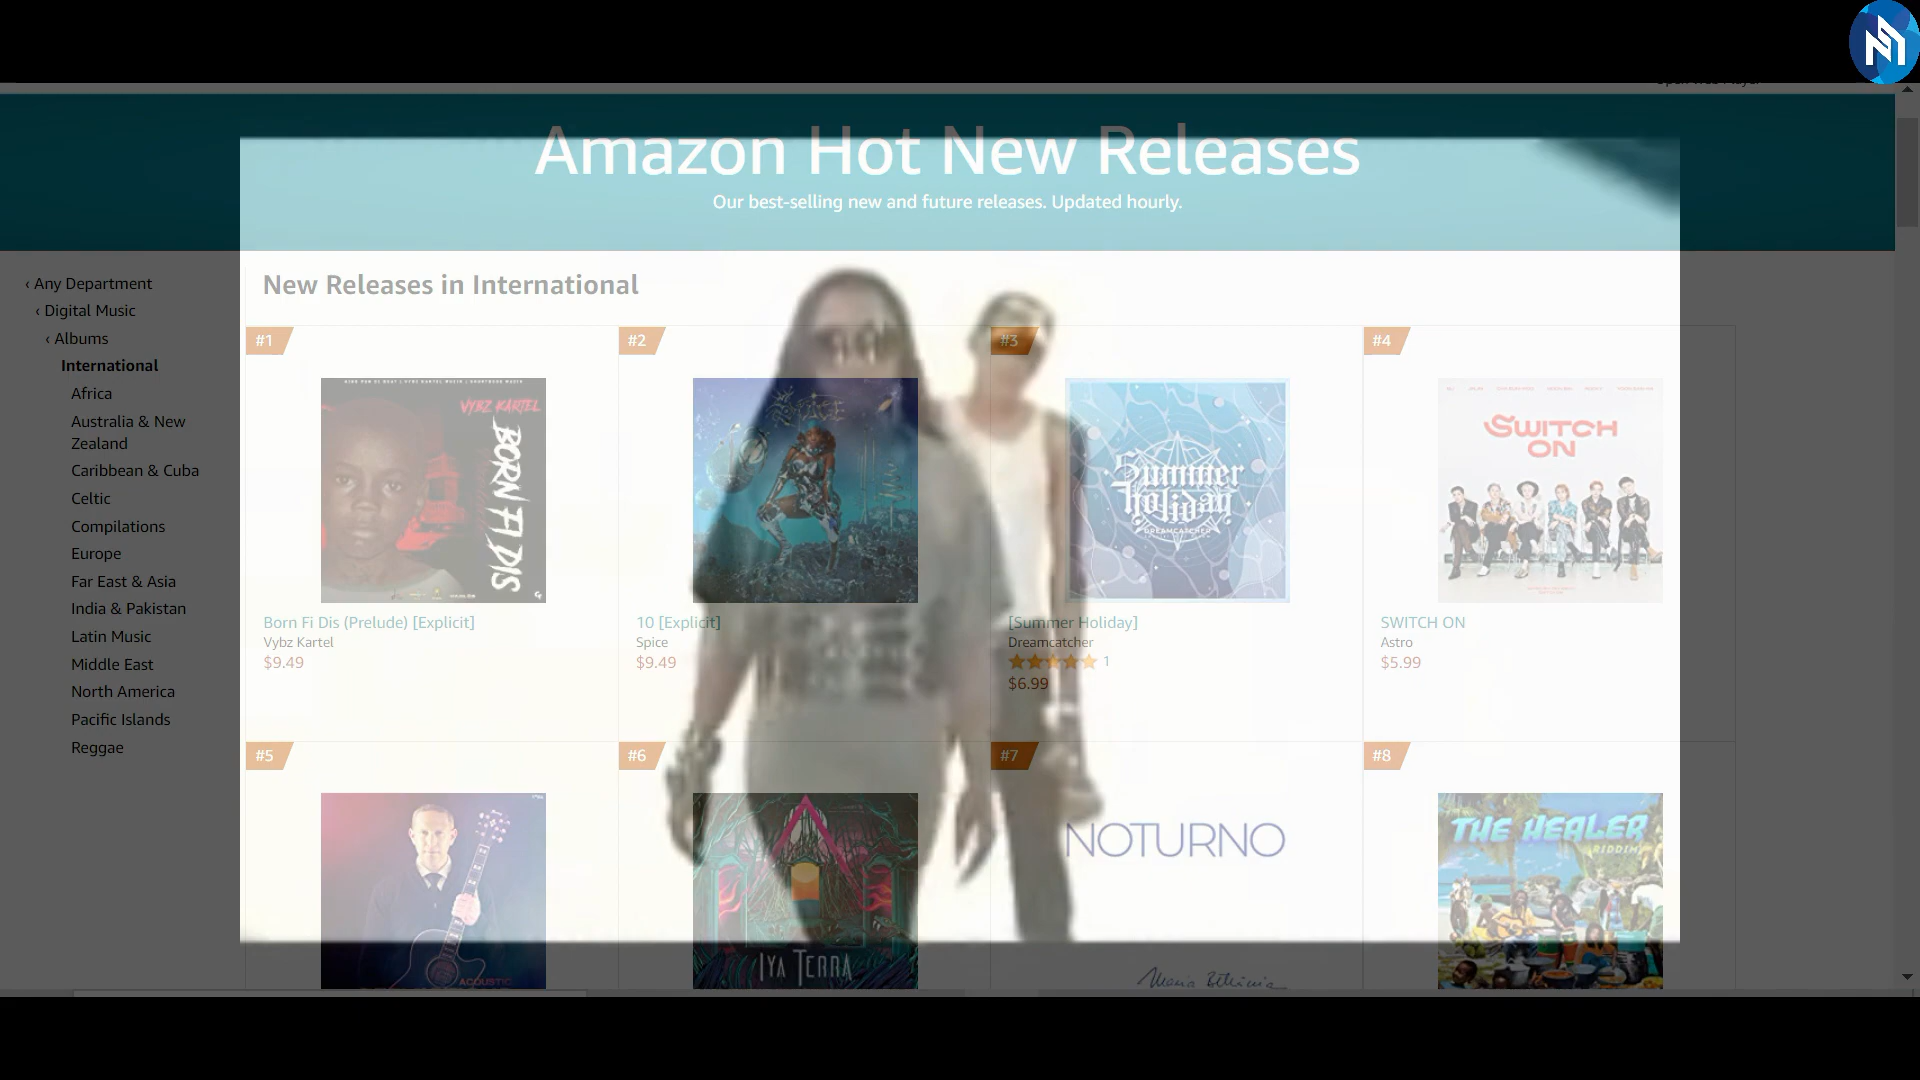 Amazon Hot New Releases
Our best-selling new and future releases. Updated hourly.
‹ Any Department
‹ Digital Music
‹ Albums
International
Africa
Australia & New
Zealand
Caribbean & Cuba
Celtic
Compilations
Europe
Far East & Asia
India & Pakistan
Latin Music
Middle East
North America
Pacific Islands
Reggae
New Releases in International
#1
VYBZ KARTEL
BORN FI DIS
Born Fi Dis (Prelude) [Explicit]
Vybz Kartel
$9.49
#2
10 [Explicit]
Spice
$9.49
#3
Summer
holiday
DREAMCATCHER
[Summer Holiday]
Dreamcatcher
1
$6.99
#4
SWITCH
ON
SWITCH ON
Astro
$5.99
#5
ACOUSTIC
#6
IYA TERRA
#7
NOTURNO
Maria Bethânia
#8
THE HEALER
RIDDIM